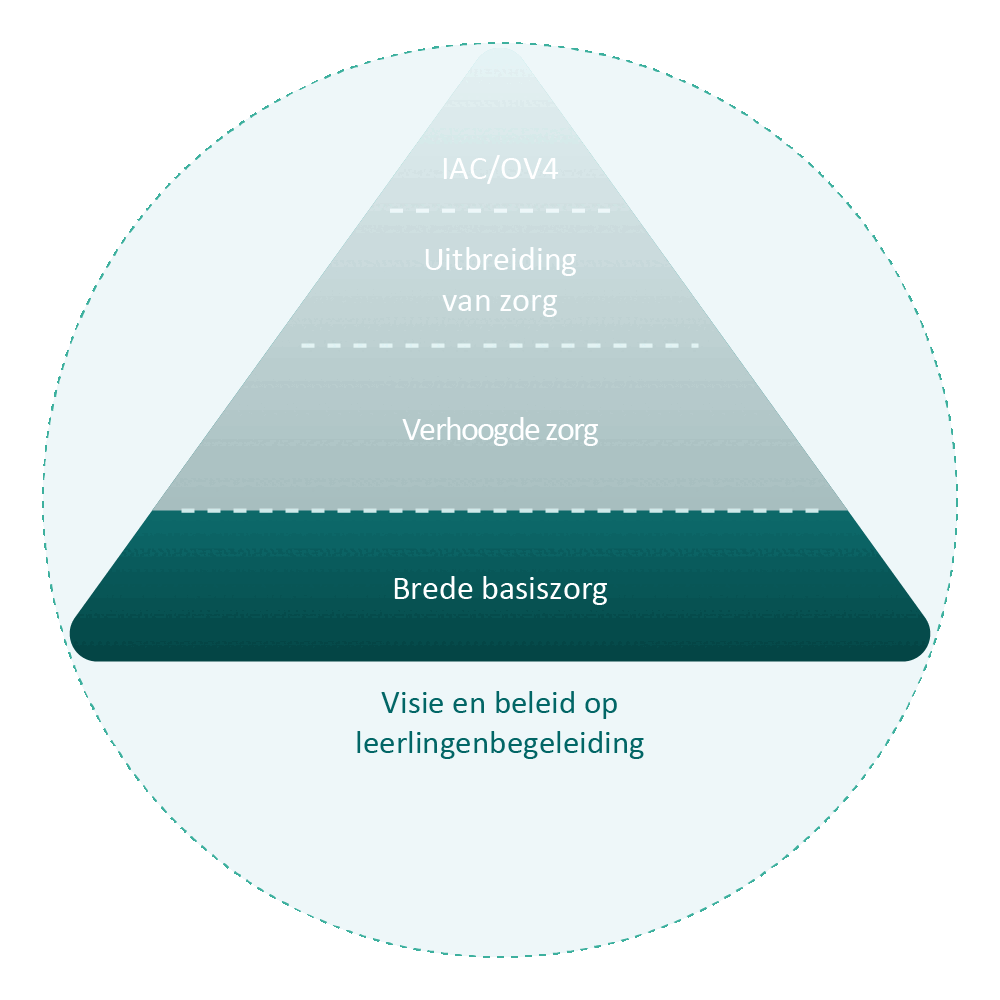 IAC/OV4
Uitbreiding
van zorg
Verhoogde zorg
Brede basiszorg
Visie en beleid op
leerlingenbegeleiding